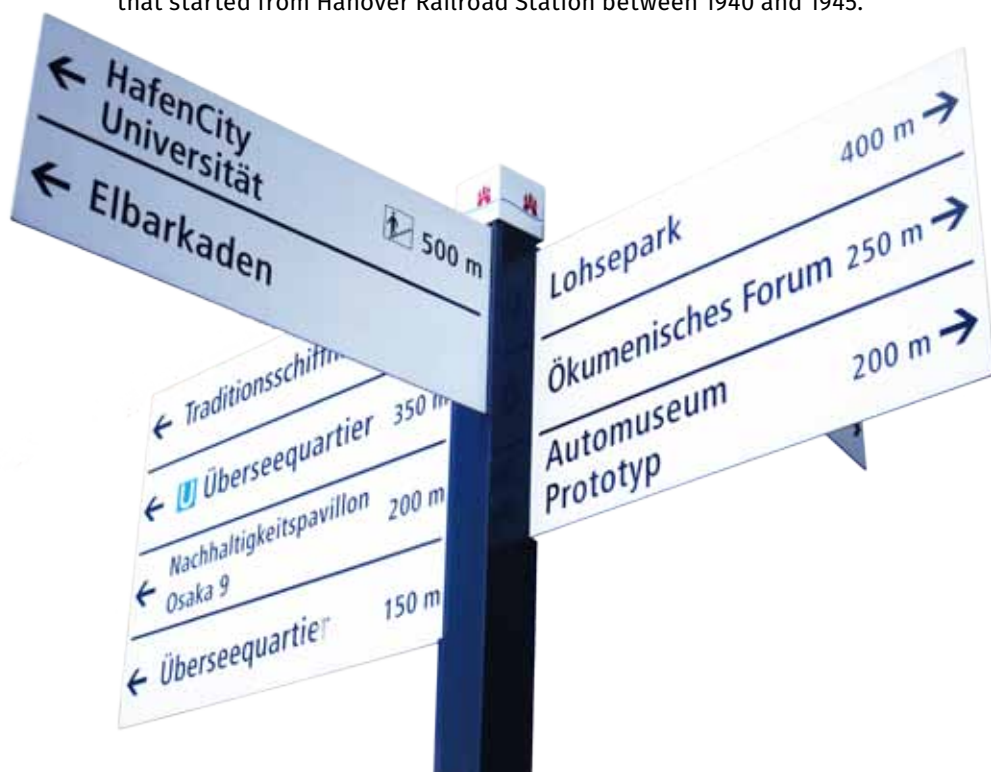 that started from Hanover Railroad Station between 1940 and 1945.
HafenCity
Universität
500 m
Elbarkaden
400 m
Lohsepark
Ökumenisches Forum 250 m
Automuseum 200 m
Prototyp
U Überseequartier 350 m
Nachhaltigkeitspavillon 200 m
Osaka 9
Überseequartier 150 m